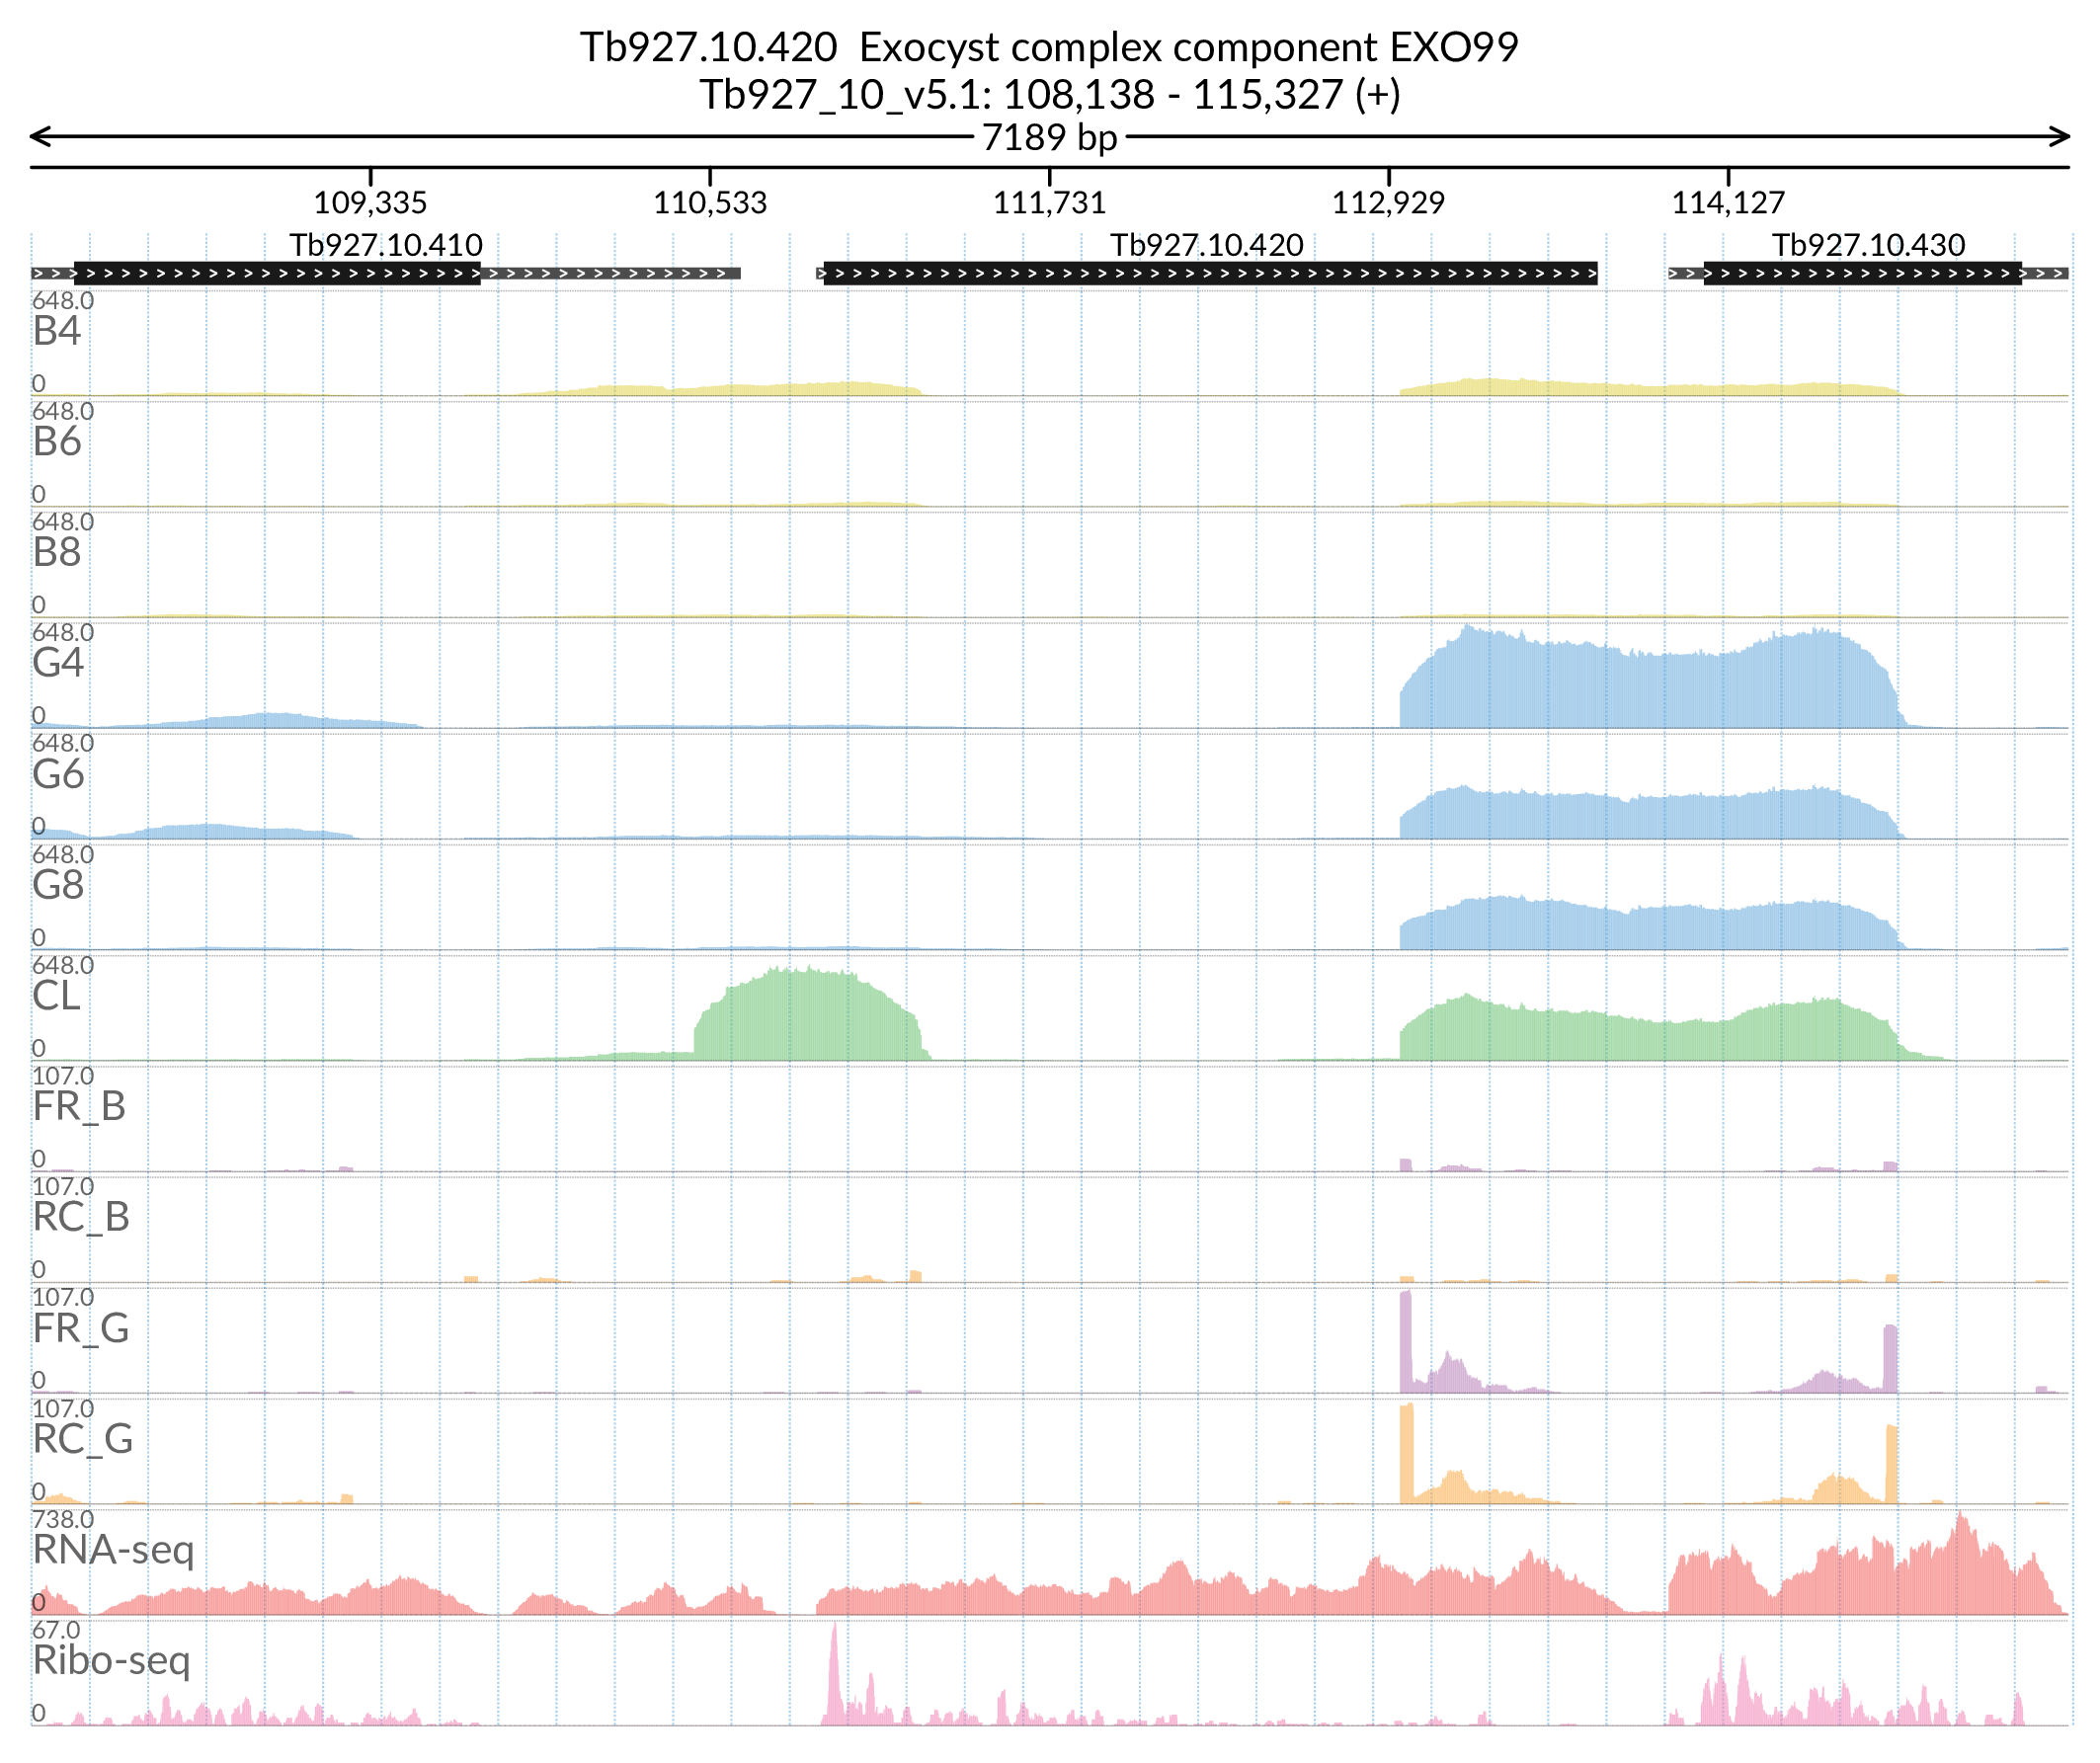 Tb927.10.420 Exocyst complex component EXO99
Tb927_10_v5.1: 108,138 - 115,327 (+)
7189 bp
109,335 110,533 111,731 112,929 114,127
Tb927.10.410 Tb927.10.420 Tb927.10.430
648.0
B4
0
648.0
B6
0
648.0
B8
0
648.0
G4
0
648.0
G6
0
648.0
G8
0
648.0
CL
0
107.0
FR_B
0
107.0
RC_B
0
107.0
FR_G
0
107.0
RC_G
0
738.0
RNA-seq
0
67.0
Ribo-seq
0